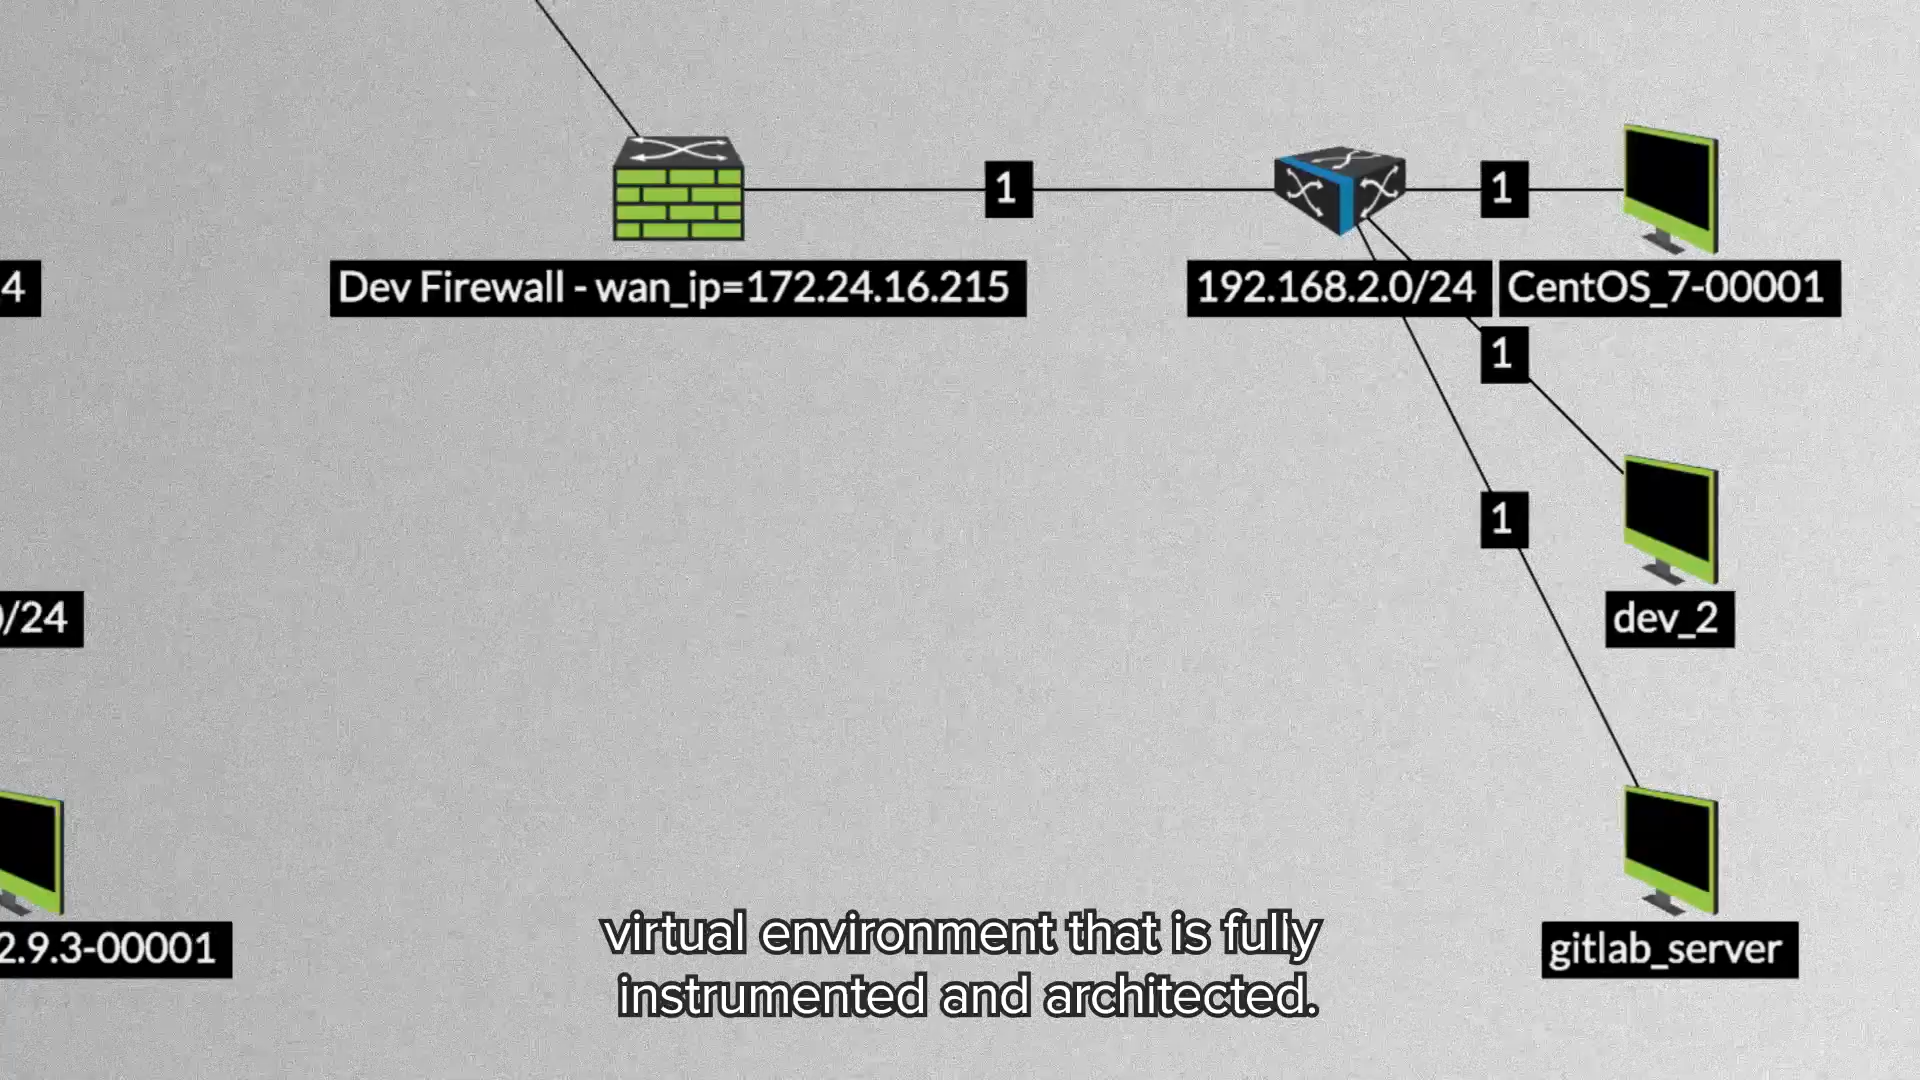 1
1
4
Dev Firewall - wan_ip=172.24.16.215
192.168.2.0/24
CentOS_7-00001
1
1
0/24
dev_2
2.9.3-00001
gitlab_server
virtual environment that is fully
instrumented and architected.